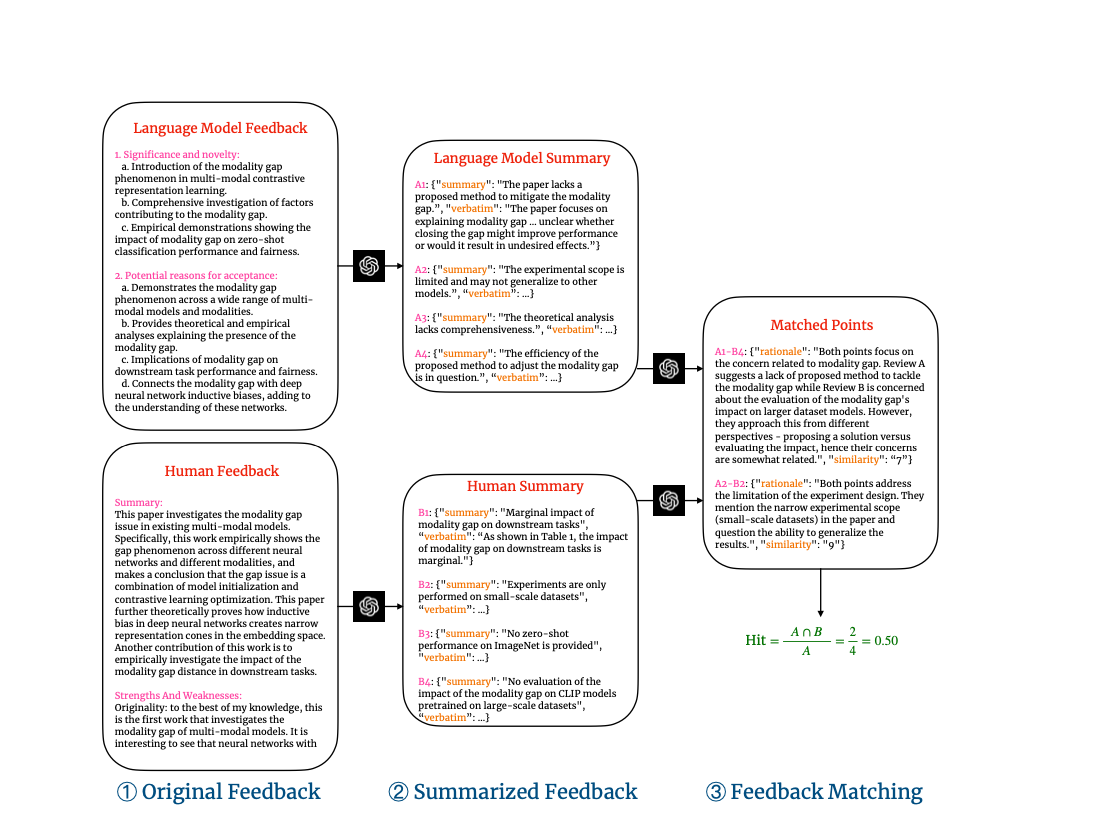 Language Model Feedback
1. Significance and novelty:
a. Introduction of the modality gap
phenomenon in multi-modal contrastive
representation learning.
b. Comprehensive investigation of factors
contributing to the modality gap.
c. Empirical demonstrations showing the
impact of modality gap on zero-shot
classification performance and fairness.
2. Potential reasons for acceptance:
a. Demonstrates the modality gap
phenomenon across a wide range of multi-
modal models and modalities.
b. Provides theoretical and empirical
analyses explaining the presence of the
modality gap.
c. Implications of modality gap on
downstream task performance and fairness.
d. Connects the modality gap with deep
neural network inductive biases, adding to
the understanding of these networks.
Human Feedback
Summary:
This paper investigates the modality gap
issue in existing multi-modal models.
Specifically, this work empirically shows the
gap phenomenon across different neural
networks and different modalities, and
makes a conclusion that the gap issue is a
combination of model initialization and
contrastive learning optimization. This paper
further theoretically proves how inductive
bias in deep neural networks creates narrow
representation cones in the embedding space.
Another contribution of this work is to
empirically investigate the impact of the
modality gap distance in downstream tasks.
Strengths And Weaknesses:
Originality: to the best of my knowledge, this
is the first work that investigates the
modality gap of multi-modal models. It is
interesting to see that neural networks with
① Original Feedback
Language Model Summary
A1: {"summary": "The paper lacks a
proposed method to mitigate the modality
gap.”, "verbatim": "The paper focuses on
explaining modality gap ... unclear whether
closing the gap might improve performance
or would it result in undesired effects.”}
A2: {"summary": "The experimental scope is
limited and may not generalize to other
models.”, “verbatim”: ...}
A3: {"summary": "The theoretical analysis
lacks comprehensiveness.”, “verbatim”: ...}
A4: {"summary": "The efficiency of the
proposed method to adjust the modality gap
is in question.”, “verbatim”: ...}
Human Summary
B1: {"summary": "Marginal impact of
modality gap on downstream tasks",
“verbatim”: “As shown in Table 1, the impact
of modality gap on downstream tasks is
marginal."}
B2: {"summary": "Experiments are only
performed on small-scale datasets",
“verbatim”: ...}
B3: {"summary": "No zero-shot
performance on ImageNet is provided",
"verbatim”: ...}
B4: {"summary": "No evaluation of the
impact of the modality gap on CLIP models
pretrained on large-scale datasets",
“verbatim”: ...}
② Summarized Feedback
Matched Points
A1-B4: {"rationale": "Both points focus on
the concern related to modality gap. Review A
suggests a lack of proposed method to tackle
the modality gap while Review B is concerned
about the evaluation of the modality gap's
impact on larger dataset models. However,
they approach this from different
perspectives - proposing a solution versus
evaluating the impact, hence their concerns
are somewhat related.", "similarity": “7”}
A2-B2: {"rationale": "Both points address
the limitation of the experiment design. They
mention the narrow experimental scope
(small-scale datasets) in the paper and
question the ability to generalize the
results.", "similarity": "9"}
Hit = A ∩ B / A = 2 / 4 = 0.50
③ Feedback Matching